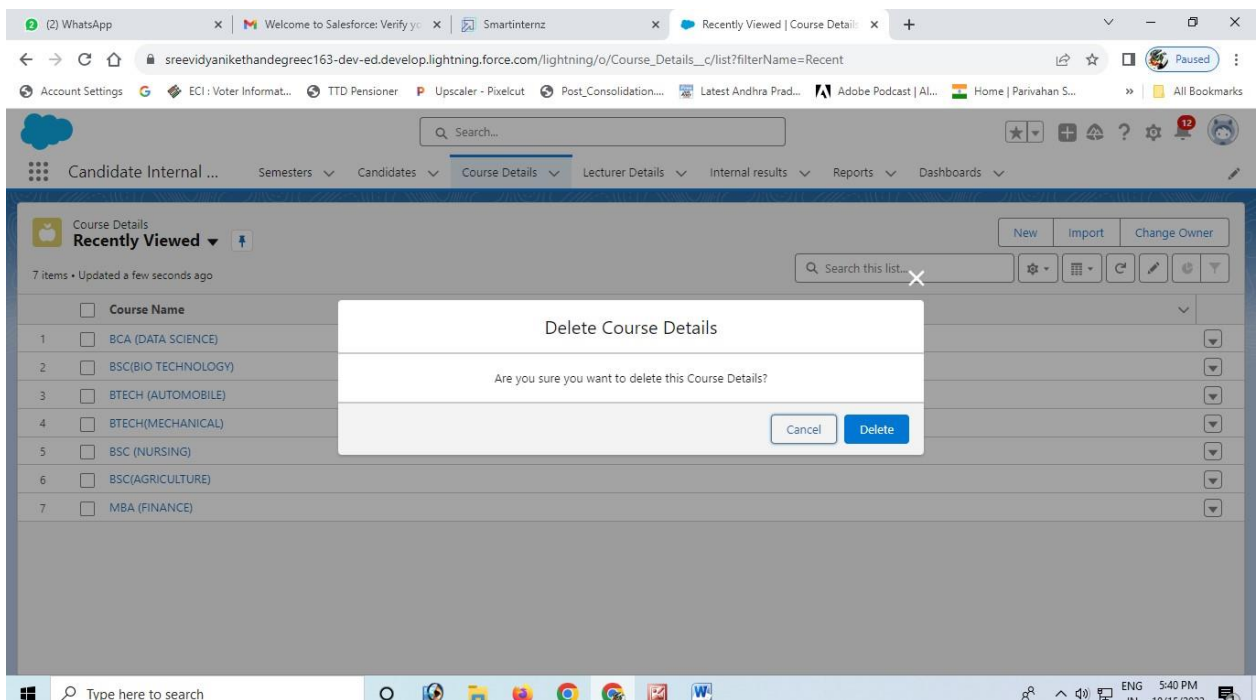 (2) WhatsApp
Welcome to Salesforce: Verify yo
Smartinternz
Recently Viewed | Course Details
sreevidyanikethandegreec163-dev-ed.develop.lightning.force.com/lightning/o/Course_Details__c/list?filterName=Recent
Paused
Account Settings
ECI : Voter Informat...
TTD Pensioner
Upscaler - Pixelcut
Post_Consolidation....
Latest Andhra Prad...
Adobe Podcast | AI...
Home | Parivahan S...
»
All Bookmarks
Search...
12
Candidate Internal ...
Semesters
Candidates
Course Details
Lecturer Details
Internal results
Reports
Dashboards
Course Details
Recently Viewed
New
Import
Change Owner
7 items • Updated a few seconds ago
Search this list...
Course Name
1 BCA (DATA SCIENCE)
2 BSC(BIO TECHNOLOGY)
3 BTECH (AUTOMOBILE)
4 BTECH(MECHANICAL)
5 BSC (NURSING)
6 BSC(AGRICULTURE)
7 MBA (FINANCE)
Delete Course Details
Are you sure you want to delete this Course Details?
Cancel
Delete
Type here to search
ENG
5:40 PM